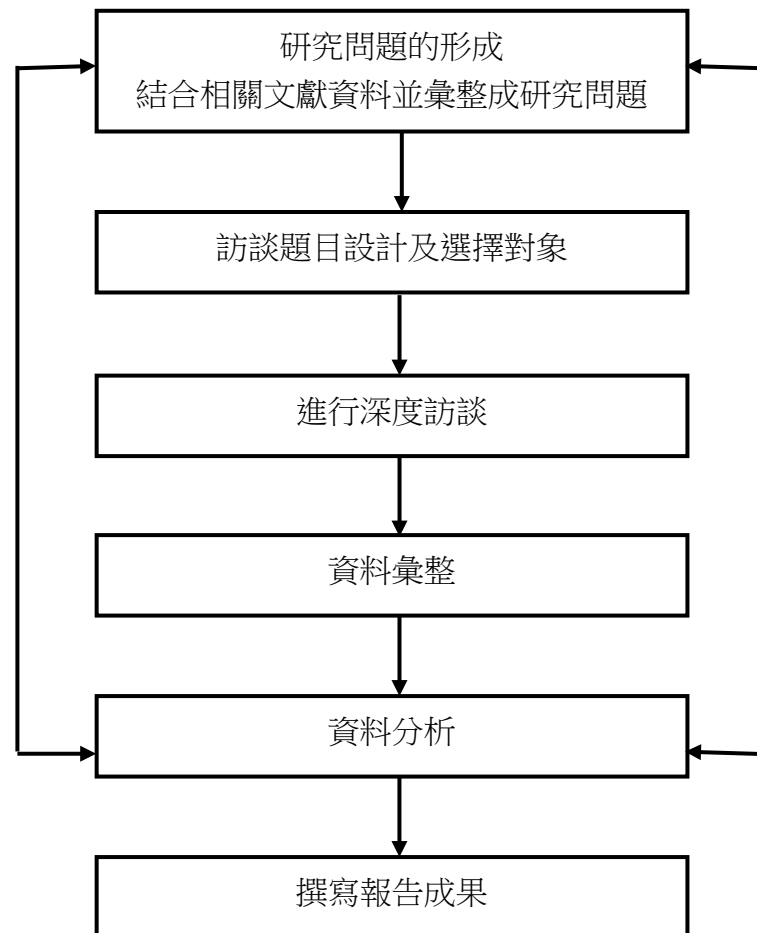 研究問題的形成
結合相關文獻資料並彙整成研究問題
訪談題目設計及選擇對象
進行深度訪談
資料彙整
資料分析
撰寫報告成果